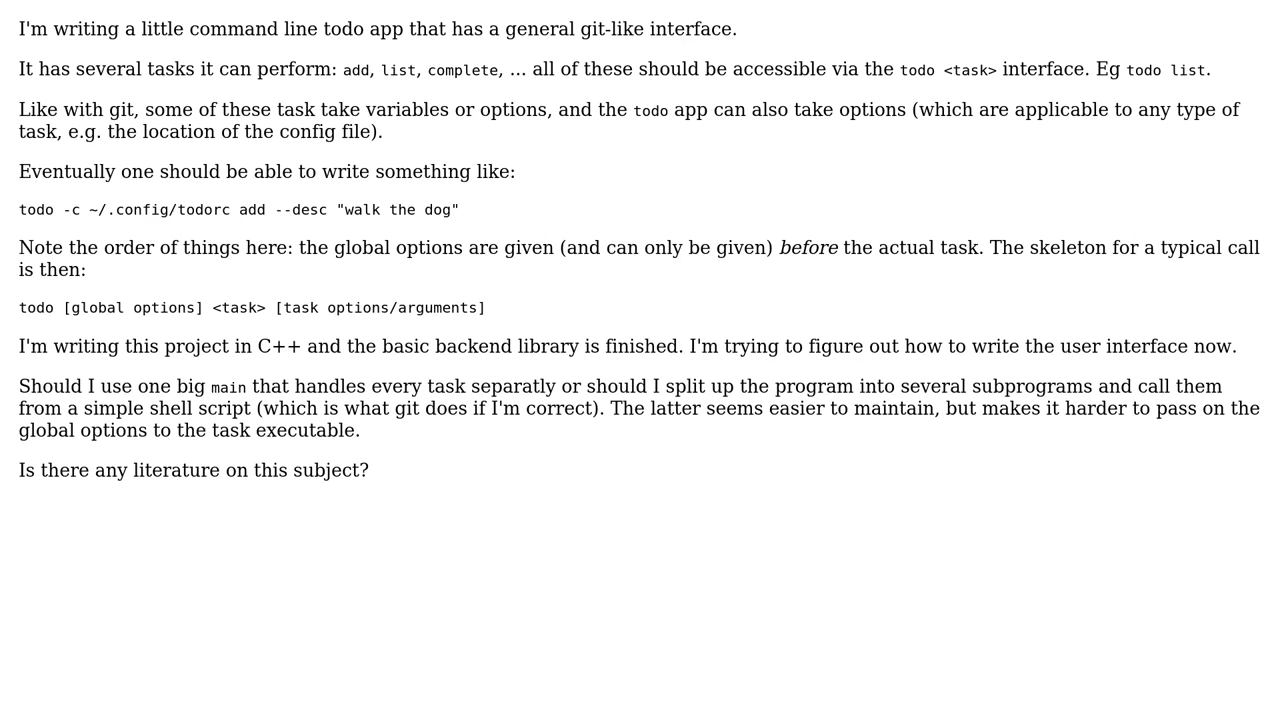 I'm writing a little command line todo app that has a general git-like interface.
It has several tasks it can perform: add, list, complete, ... all of these should be accessible via the todo <task> interface. Eg todo list.
Like with git, some of these task take variables or options, and the todo app can also take options (which are applicable to any type of
task, e.g. the location of the config file).
Eventually one should be able to write something like:
todo -c ~/.config/todorc add --desc "walk the dog"
Note the order of things here: the global options are given (and can only be given) before the actual task. The skeleton for a typical call
is then:
todo [global options] <task> [task options/arguments]
I'm writing this project in C++ and the basic backend library is finished. I'm trying to figure out how to write the user interface now.
Should I use one big main that handles every task separatly or should I split up the program into several subprograms and call them
from a simple shell script (which is what git does if I'm correct). The latter seems easier to maintain, but makes it harder to pass on the
global options to the task executable.
Is there any literature on this subject?